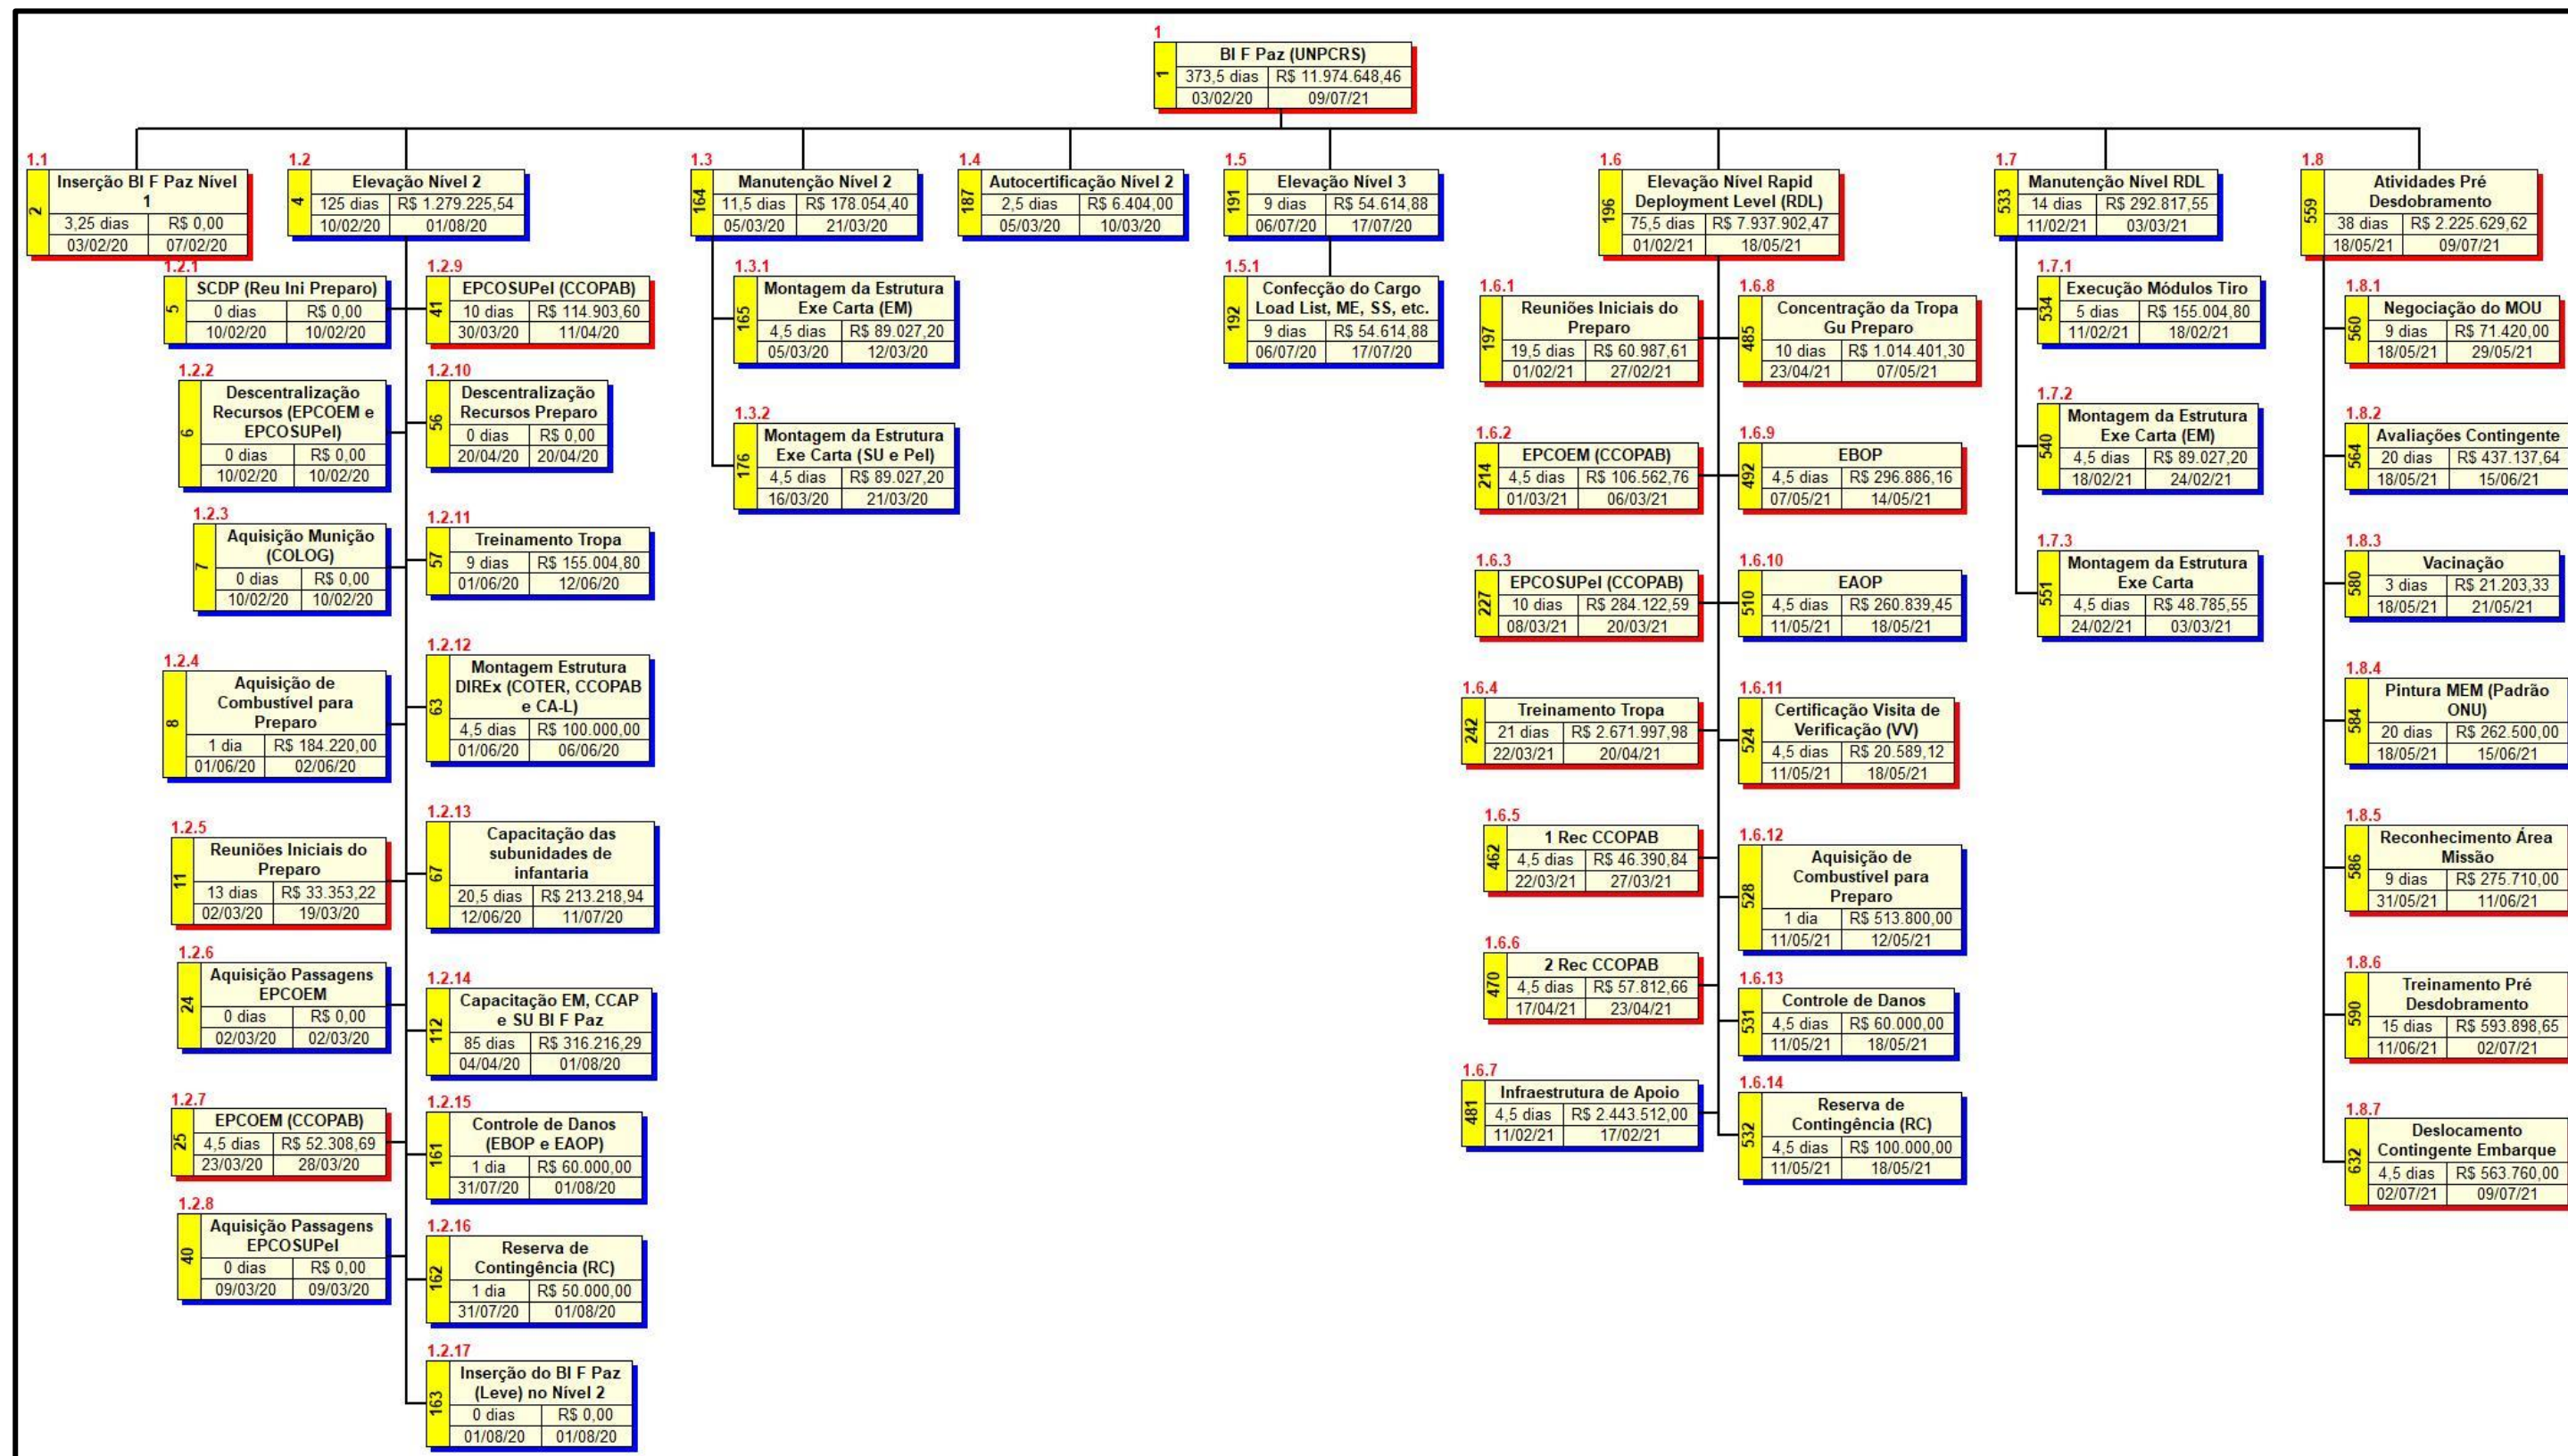 1
BI F Paz (UNPCRS)
1
373,5 dias R$ 11.974.648,46
03/02/20 09/07/21
1.1
Inserção BI F Paz Nível
1
2
3,25 dias R$ 0,00
03/02/20 07/02/20
1.2
Elevação Nível 2
4
125 dias R$ 1.279.225,54
10/02/20 01/08/20
1.2.1
SCDP (Reu Ini Preparo)
5
0 dias R$ 0,00
10/02/20 10/02/20
1.2.2
Descentralização
Recursos (EPCOEM e
EPCOSUPel)
6
0 dias R$ 0,00
10/02/20 10/02/20
1.2.3
Aquisição Munição
(COLOG)
7
0 dias R$ 0,00
10/02/20 10/02/20
1.2.4
Aquisição de
Combustível para
Preparo
8
1 dia R$ 184.220,00
01/06/20 02/06/20
1.2.5
Reuniões Iniciais do
Preparo
11
13 dias R$ 33.353,22
02/03/20 19/03/20
1.2.6
Aquisição Passagens
EPCOEM
24
0 dias R$ 0,00
02/03/20 02/03/20
1.2.7
EPCOEM (CCOPAB)
25
4,5 dias R$ 52.308,69
23/03/20 28/03/20
1.2.8
Aquisição Passagens
EPCOSUPel
40
0 dias R$ 0,00
09/03/20 09/03/20
1.2.9
EPCOSUPel (CCOPAB)
41
10 dias R$ 114.903,60
30/03/20 11/04/20
1.2.10
Descentralização
Recursos Preparo
56
0 dias R$ 0,00
20/04/20 20/04/20
1.2.11
Treinamento Tropa
57
9 dias R$ 155.004,80
01/06/20 12/06/20
1.2.12
Montagem Estrutura
DIREx (COTER, CCOPAB
e CA-L)
63
4,5 dias R$ 100.000,00
01/06/20 06/06/20
1.2.13
Capacitação das
subunidades de
infantaria
67
20,5 dias R$ 213.218,94
12/06/20 11/07/20
1.2.14
Capacitação EM, CCAP
e SU BI F Paz
112
85 dias R$ 316.216,29
04/04/20 01/08/20
1.2.15
Controle de Danos
(EBOP e EAOP)
161
1 dia R$ 60.000,00
31/07/20 01/08/20
1.2.16
Reserva de
Contingência (RC)
162
1 dia R$ 50.000,00
31/07/20 01/08/20
1.2.17
Inserção do BI F Paz
(Leve) no Nível 2
163
0 dias R$ 0,00
01/08/20 01/08/20
1.3
Manutenção Nível 2
164
11,5 dias R$ 178.054,40
05/03/20 21/03/20
1.3.1
Montagem da Estrutura
Exe Carta (EM)
165
4,5 dias R$ 89.027,20
05/03/20 12/03/20
1.3.2
Montagem da Estrutura
Exe Carta (SU e Pel)
176
4,5 dias R$ 89.027,20
16/03/20 21/03/20
1.4
Autocertificação Nível 2
187
2,5 dias R$ 6.404,00
05/03/20 10/03/20
1.5
Elevação Nível 3
191
9 dias R$ 54.614,88
06/07/20 17/07/20
1.5.1
Confecção do Cargo
Load List, ME, SS, etc.
192
9 dias R$ 54.614,88
06/07/20 17/07/20
1.6
Elevação Nível Rapid
Deployment Level (RDL)
196
75,5 dias R$ 7.937.902,47
01/02/21 18/05/21
1.6.1
Reuniões Iniciais do
Preparo
197
19,5 dias R$ 60.987,61
01/02/21 27/02/21
1.6.2
EPCOEM (CCOPAB)
214
4,5 dias R$ 106.562,76
01/03/21 06/03/21
1.6.3
EPCOSUPel (CCOPAB)
227
10 dias R$ 284.122,59
08/03/21 20/03/21
1.6.4
Treinamento Tropa
242
21 dias R$ 2.671.997,98
22/03/21 20/04/21
1.6.5
1 Rec CCOPAB
462
4,5 dias R$ 46.390,84
22/03/21 27/03/21
1.6.6
2 Rec CCOPAB
470
4,5 dias R$ 57.812,66
17/04/21 23/04/21
1.6.7
Infraestrutura de Apoio
481
4,5 dias R$ 2.443.512,00
11/02/21 17/02/21
1.6.8
Concentração da Tropa
Gu Preparo
485
10 dias R$ 1.014.401,30
23/04/21 07/05/21
1.6.9
EBOP
492
4,5 dias R$ 296.886,16
07/05/21 14/05/21
1.6.10
EAOP
510
4,5 dias R$ 260.839,45
11/05/21 18/05/21
1.6.11
Certificação Visita de
Verificação (VV)
524
4,5 dias R$ 20.589,12
11/05/21 18/05/21
1.6.12
Aquisição de
Combustível para
Preparo
528
1 dia R$ 513.800,00
11/05/21 12/05/21
1.6.13
Controle de Danos
531
4,5 dias R$ 60.000,00
11/05/21 18/05/21
1.6.14
Reserva de
Contingência (RC)
532
4,5 dias R$ 100.000,00
11/05/21 18/05/21
1.7
Manutenção Nível RDL
533
14 dias R$ 292.817,55
11/02/21 03/03/21
1.7.1
Execução Módulos Tiro
534
5 dias R$ 155.004,80
11/02/21 18/02/21
1.7.2
Montagem da Estrutura
Exe Carta (EM)
540
4,5 dias R$ 89.027,20
18/02/21 24/02/21
1.7.3
Montagem da Estrutura
Exe Carta
551
4,5 dias R$ 48.785,55
24/02/21 03/03/21
1.8
Atividades Pré
Desdobramento
559
38 dias R$ 2.225.629,62
18/05/21 09/07/21
1.8.1
Negociação do MOU
560
9 dias R$ 71.420,00
18/05/21 29/05/21
1.8.2
Avaliações Contingente
564
20 dias R$ 437.137,64
18/05/21 15/06/21
1.8.3
Vacinação
580
3 dias R$ 21.203,33
18/05/21 21/05/21
1.8.4
Pintura MEM (Padrão
ONU)
584
20 dias R$ 262.500,00
18/05/21 15/06/21
1.8.5
Reconhecimento Área
Missão
586
9 dias R$ 275.710,00
31/05/21 11/06/21
1.8.6
Treinamento Pré
Desdobramento
590
15 dias R$ 593.898,65
11/06/21 02/07/21
1.8.7
Deslocamento
Contingente Embarque
632
4,5 dias R$ 563.760,00
02/07/21 09/07/21